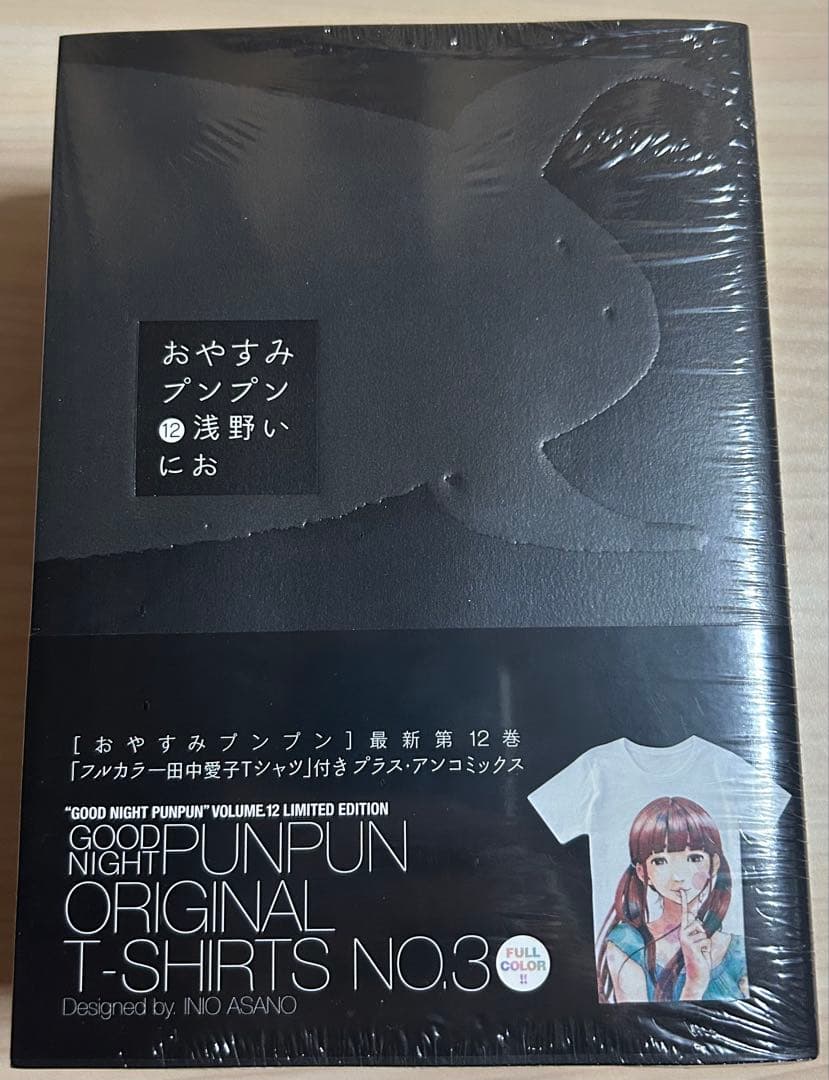 おやすみ
プンプン
⑫浅野い
にお
[おやすみプンプン]最新第12巻
「フルカラー田中愛子Tシャツ」付きプラス・アンコミックス
“GOOD NIGHT PUNPUN” VOLUME.12 LIMITED EDITION
GOOD NIGHT PUNPUN
ORIGINAL
T-SHIRTS NO.3
FULL
COLOR
!!
Designed by. INIO ASANO